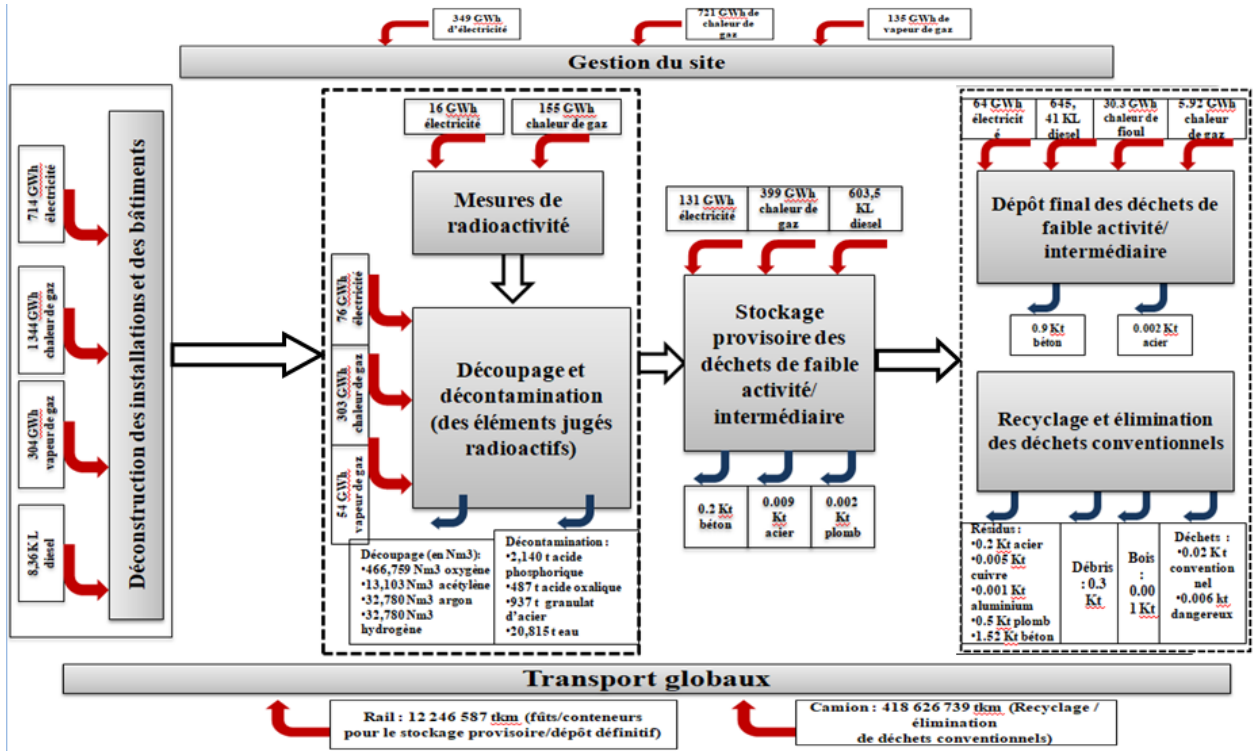 349 GWh
d'électricité
721 GWh de
chaleur de
gaz
135 GWh de
vapeur de gaz
Gestion du site
Déconstruction des installations et des bâtiments
714 GWh
électricité
1344 GWh
chaleur de gaz
304 GWh
vapeur de gaz
8,36 K L
diesel
16 GWh
électricité
155 GWh
chaleur de gaz
Mesures de
radioactivité
76 GWh
électricité
303 GWh
chaleur de gaz
54 GWh
vapeur de gaz
Découpage et
décontamination
(des éléments jugés
radioactifs)
Découpage (en Nm3):
•466,759 Nm3 oxygène
•13,103 Nm3 acétylène
•32,780 Nm3 argon
•32,780 Nm3
hydrogène
Décontamination :
•2,140 t acide
phosphorique
•487 t acide oxalique
•937 t granulat
d'acier
•20,815 t eau
131 GWh
électricité
399 GWh
chaleur de
gaz
603,5
KL
diesel
Stockage
provisoire des
déchets de faible
activité/
intermédiaire
0.2 Kt
béton
0.009
Kt
acier
0.002
Kt
plomb
64 GWh
électricit
é
645,
41 KL
diesel
30.3 GWh
chaleur de
fioul
5.92 GWh
chaleur
de gaz
Dépôt final des déchets de
faible activité/
intermédiaire
0.9 Kt
béton
0.002 Kt
acier
Recyclage et élimination
des déchets conventionnels
Résidus :
•0.2 Kt acier
•0.005 Kt
cuivre
•0.001 Kt
aluminium
•0.5 Kt plomb
•1.52 Kt béton
Débris
: 0.3
Kt
Bois
:
0.00
1 Kt
Déchets :
•0.02 K t
convention
nel
•0.006 kt
dangereux
Transport globaux
Rail : 12 246 587 tkm (fûts/conteneurs
pour le stockage provisoire/dépôt définitif)
Camion : 418 626 739 tkm (Recyclage /
élimination
de déchets conventionnels)